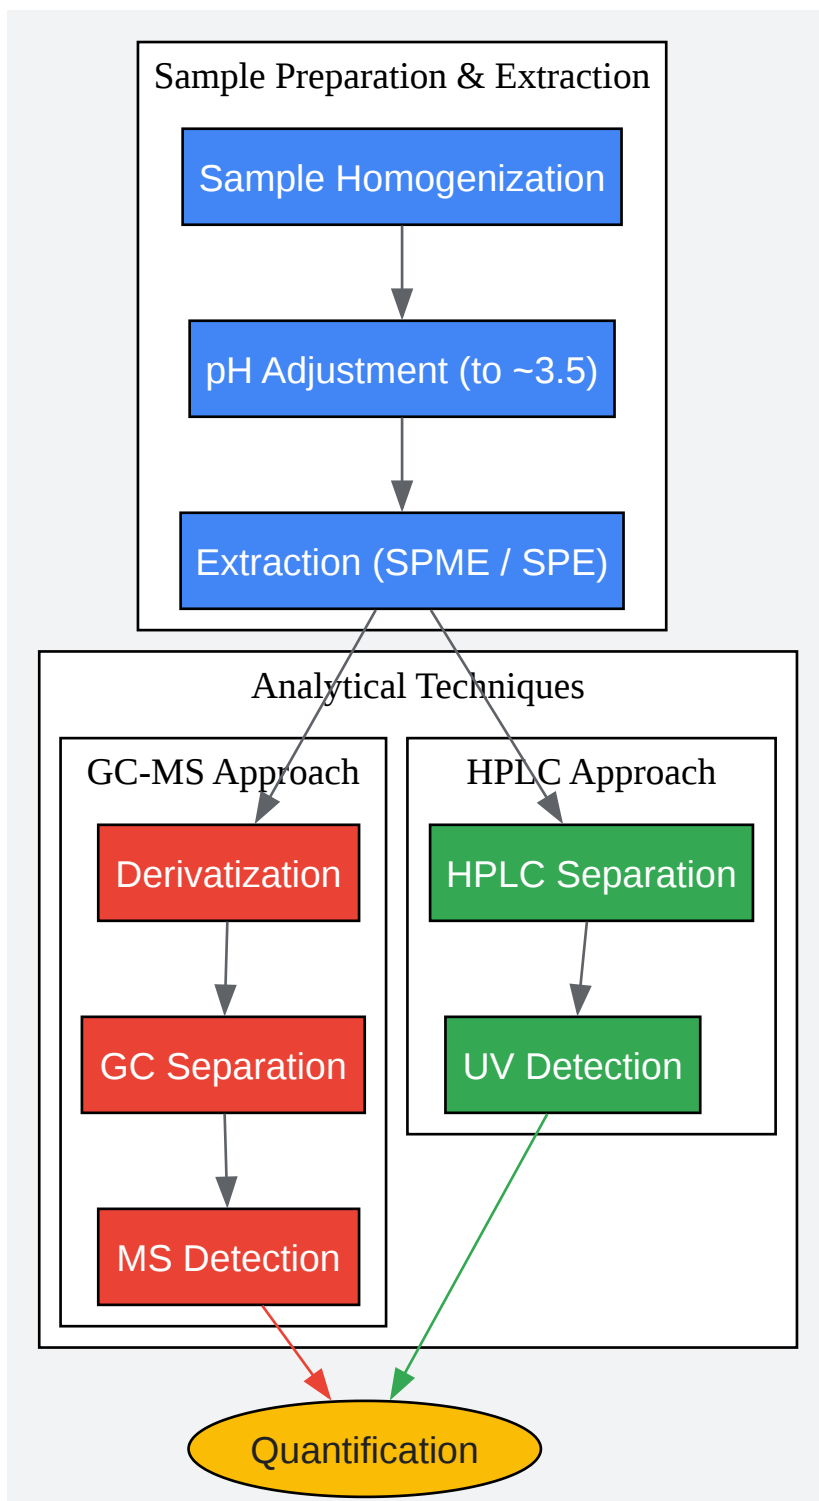 Sample Preparation & Extraction
Sample Homogenization
pH Adjustment (to ~3.5)
Extraction (SPME / SPE)
Analytical Techniques
GC-MS Approach
Derivatization
GC Separation
MS Detection
HPLC Approach
HPLC Separation
UV Detection
Quantification